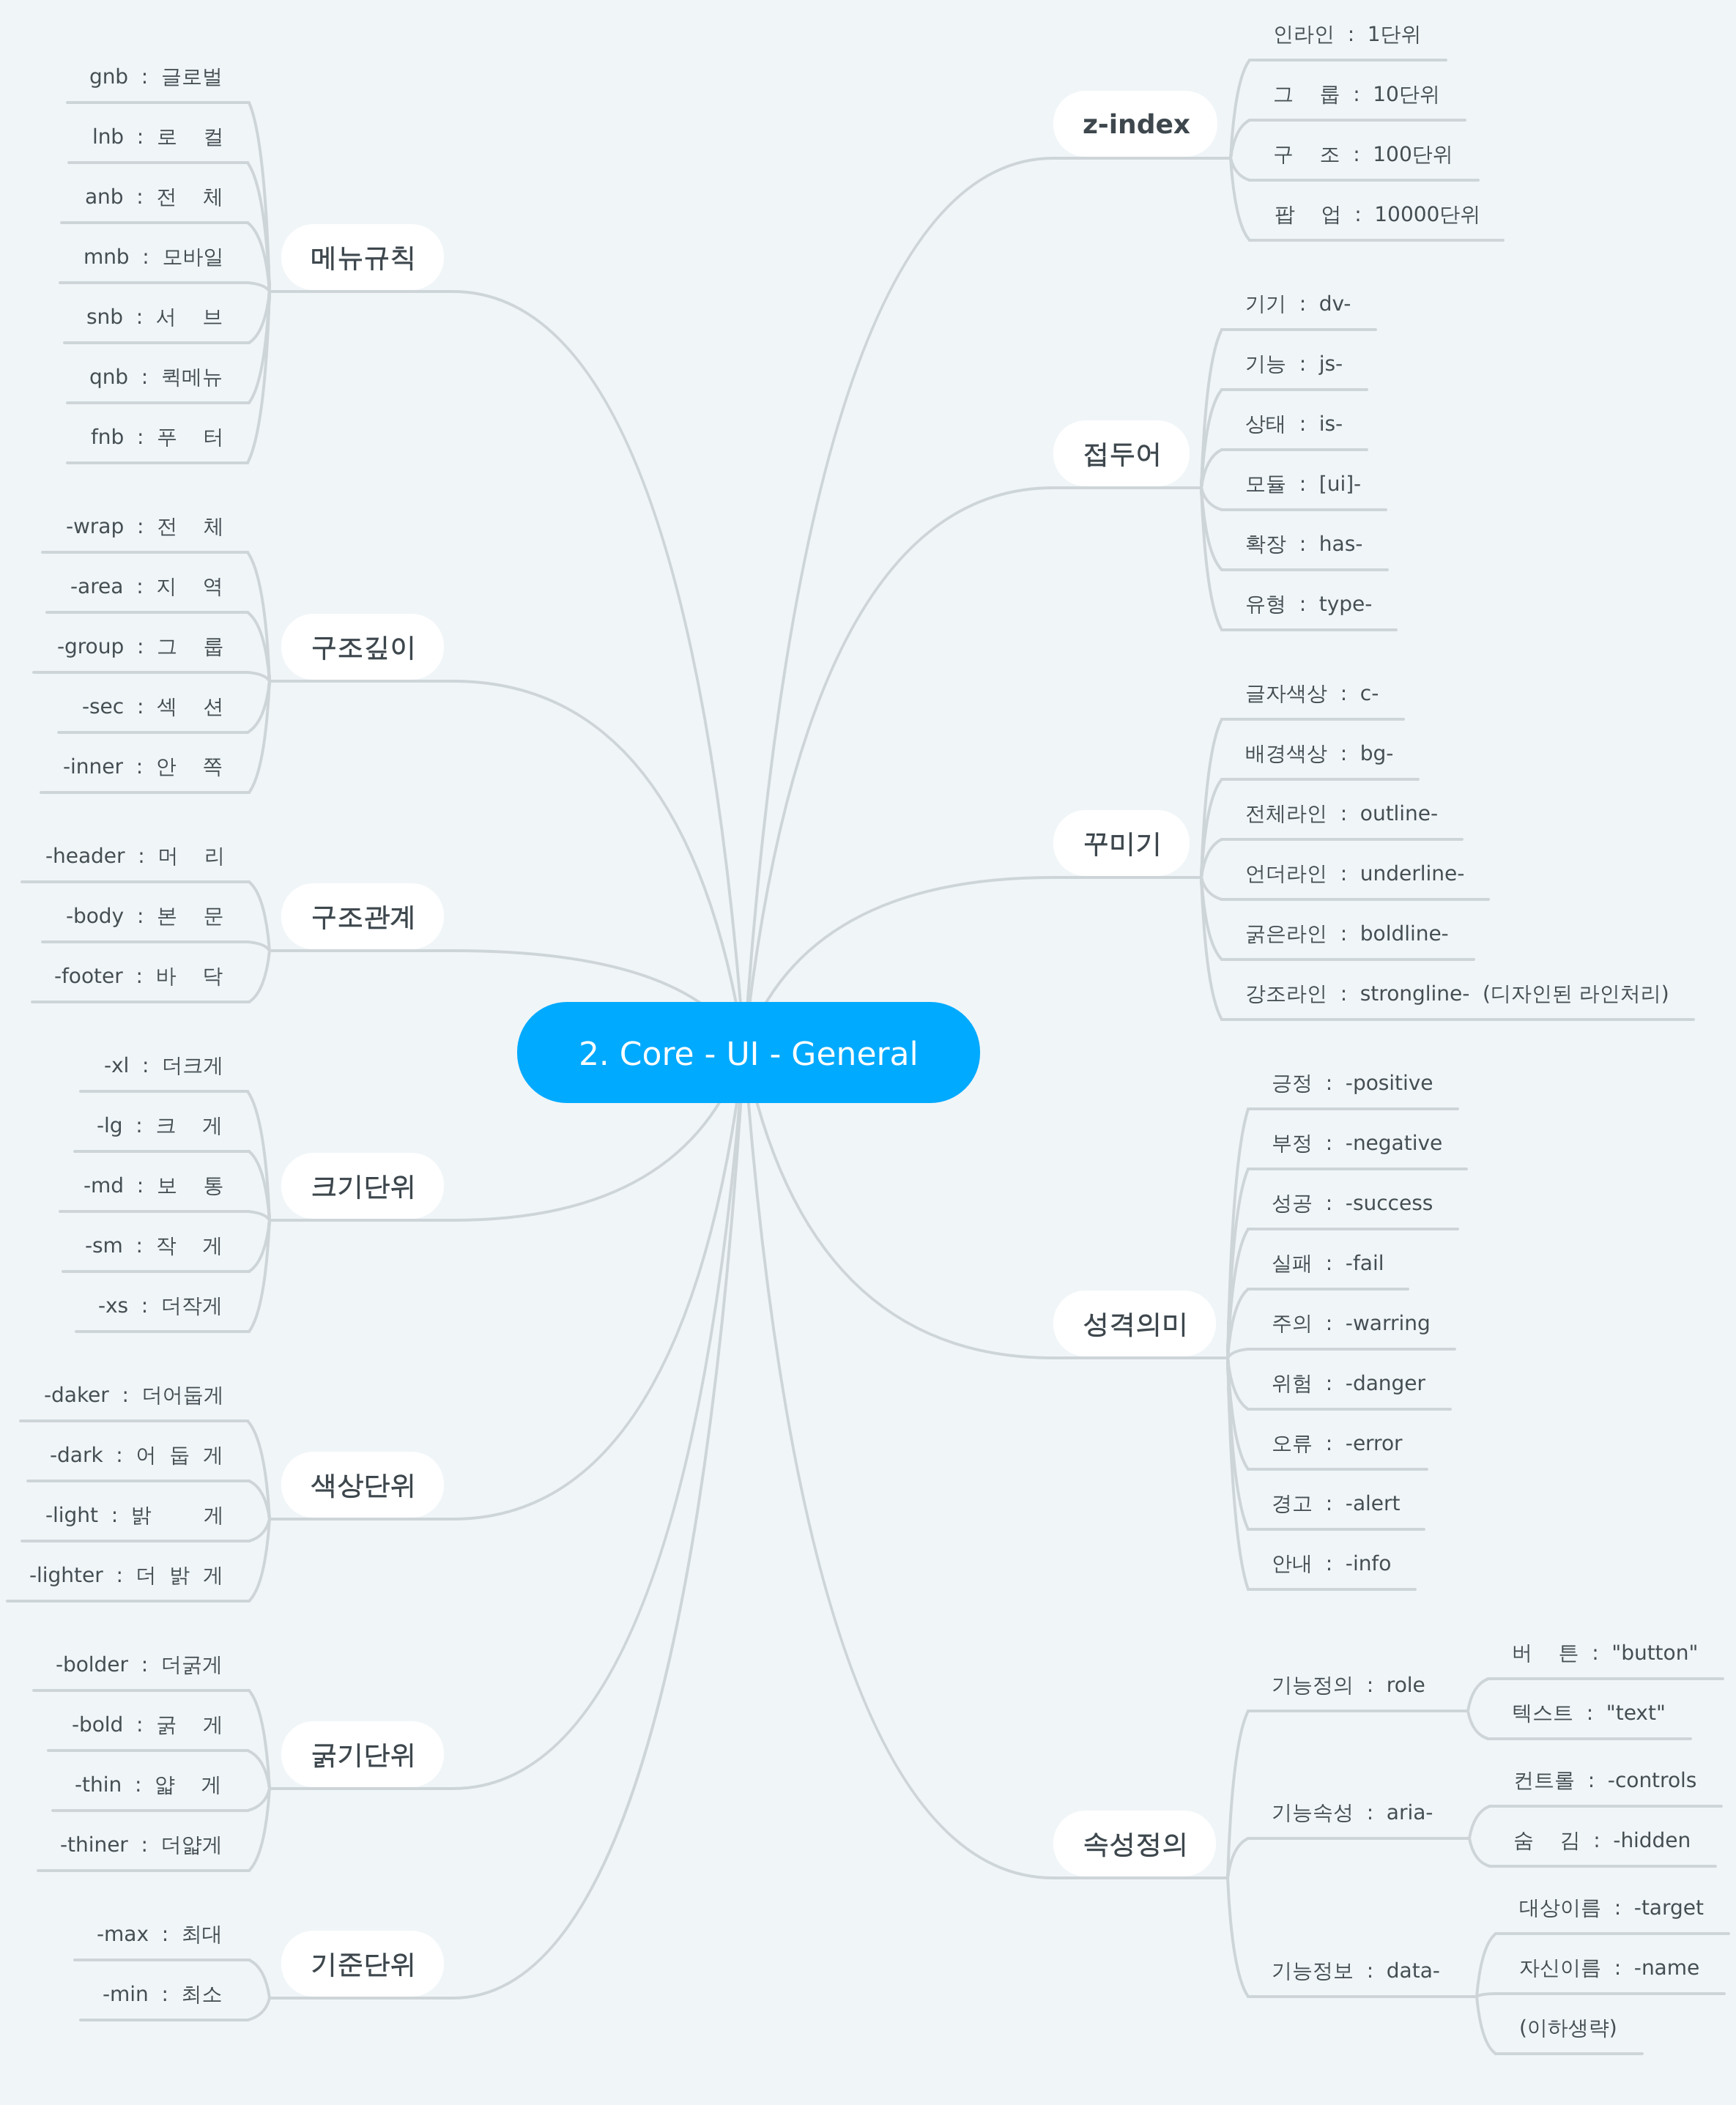 2. Core - UI - General
메뉴규칙
gnb : 글로벌
lnb : 로 컬
anb : 전 체
mnb : 모바일
snb : 서 브
qnb : 퀵메뉴
fnb : 푸 터
구조깊이
-wrap : 전 체
-area : 지 역
-group : 그 룹
-sec : 섹 션
-inner : 안 쪽
구조관계
-header : 머 리
-body : 본 문
-footer : 바 닥
크기단위
-xl : 더크게
-lg : 크 게
-md : 보 통
-sm : 작 게
-xs : 더작게
색상단위
-daker : 더어둡게
-dark : 어 둡 게
-light : 밝 게
-lighter : 더 밝 게
굵기단위
-bolder : 더굵게
-bold : 굵 게
-thin : 얇 게
-thiner : 더얇게
기준단위
-max : 최대
-min : 최소
z-index
인라인 : 1단위
그 룹 : 10단위
구 조 : 100단위
팝 업 : 10000단위
접두어
기기 : dv-
기능 : js-
상태 : is-
모듈 : [ui]-
확장 : has-
유형 : type-
꾸미기
글자색상 : c-
배경색상 : bg-
전체라인 : outline-
언더라인 : underline-
굵은라인 : boldline-
강조라인 : strongline- (디자인된 라인처리)
성격의미
긍정 : -positive
부정 : -negative
성공 : -success
실패 : -fail
주의 : -warring
위험 : -danger
오류 : -error
경고 : -alert
안내 : -info
속성정의
기능정의 : role
버 튼 : "button"
텍스트 : "text"
기능속성 : aria-
컨트롤 : -controls
숨 김 : -hidden
기능정보 : data-
대상이름 : -target
자신이름 : -name
(이하생략)